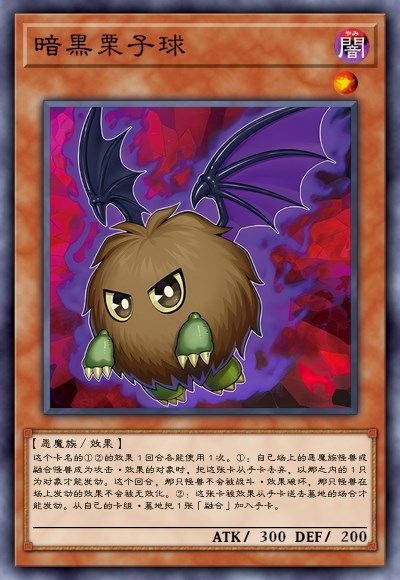 暗黑栗子球
やみ
闇
【恶魔族/效果】
这个卡名的①②的效果1回合各能使用1次。①：自己场上的恶魔族怪兽或
融合怪兽成为攻击·效果的对象时，把这张卡从手卡丢弃，以那之内的1只
为对象才能发动。这个回合，那只怪兽不会被战斗·效果破坏，那只怪兽在
场上发动的效果不会被无效化。②：这张卡被效果从手卡送去墓地的场合才
能发动。从自己的卡组·墓地把1张「融合」加入手卡。
ATK/ 300 DEF/ 200